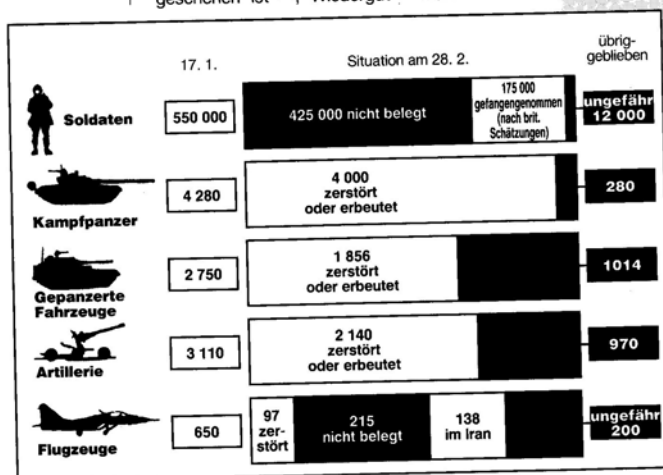 geschehen ist
Wiedergut
17. 1.
Situation am 28. 2.
übrig-
geblieben
Soldaten
550 000
425 000 nicht belegt
175 000
gefangengenommen
(nach brit.
Schätzungen)
ungefähr
12 000
Kampfpanzer
4 280
4 000
zerstört
oder erbeutet
280
Gepanzerte
Fahrzeuge
2 750
1 856
zerstört
oder erbeutet
1014
Artillerie
3 110
2 140
zerstört
oder erbeutet
970
Flugzeuge
650
97
zer-
stört
215
nicht belegt
138
im Iran
ungefähr
200